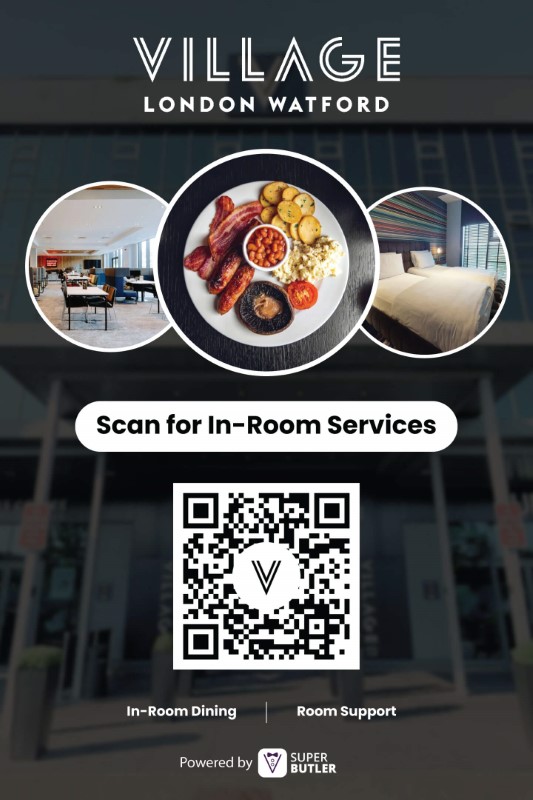 VILLAGE
LONDON WATFORD
Scan for In-Room Services
V
In-Room Dining | Room Support
Powered by SUPER BUTLER